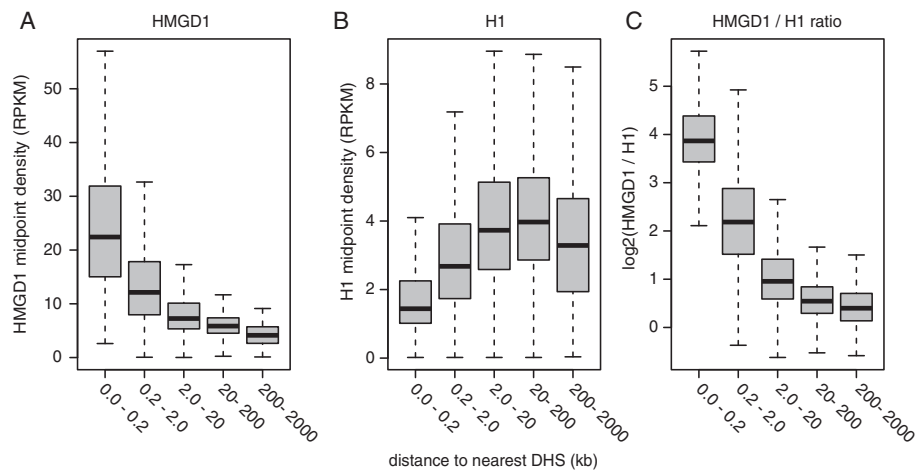 A
HMGD1
HMGD1 midpoint density (RPKM)
50
40
30
20
10
0
0.0 - 0.2
0.2 - 2.0
2.0 - 20
20- 200
200- 2000
B
H1
H1 midpoint density (RPKM)
8
6
4
2
0
0.0 - 0.2
0.2 - 2.0
2.0 - 20
20- 200
200- 2000
distance to nearest DHS (kb)
C
HMGD1 / H1 ratio
log2(HMGD1 / H1)
5
4
3
2
1
0
0.0 - 0.2
0.2 - 2.0
2.0 - 20
20- 200
200- 2000